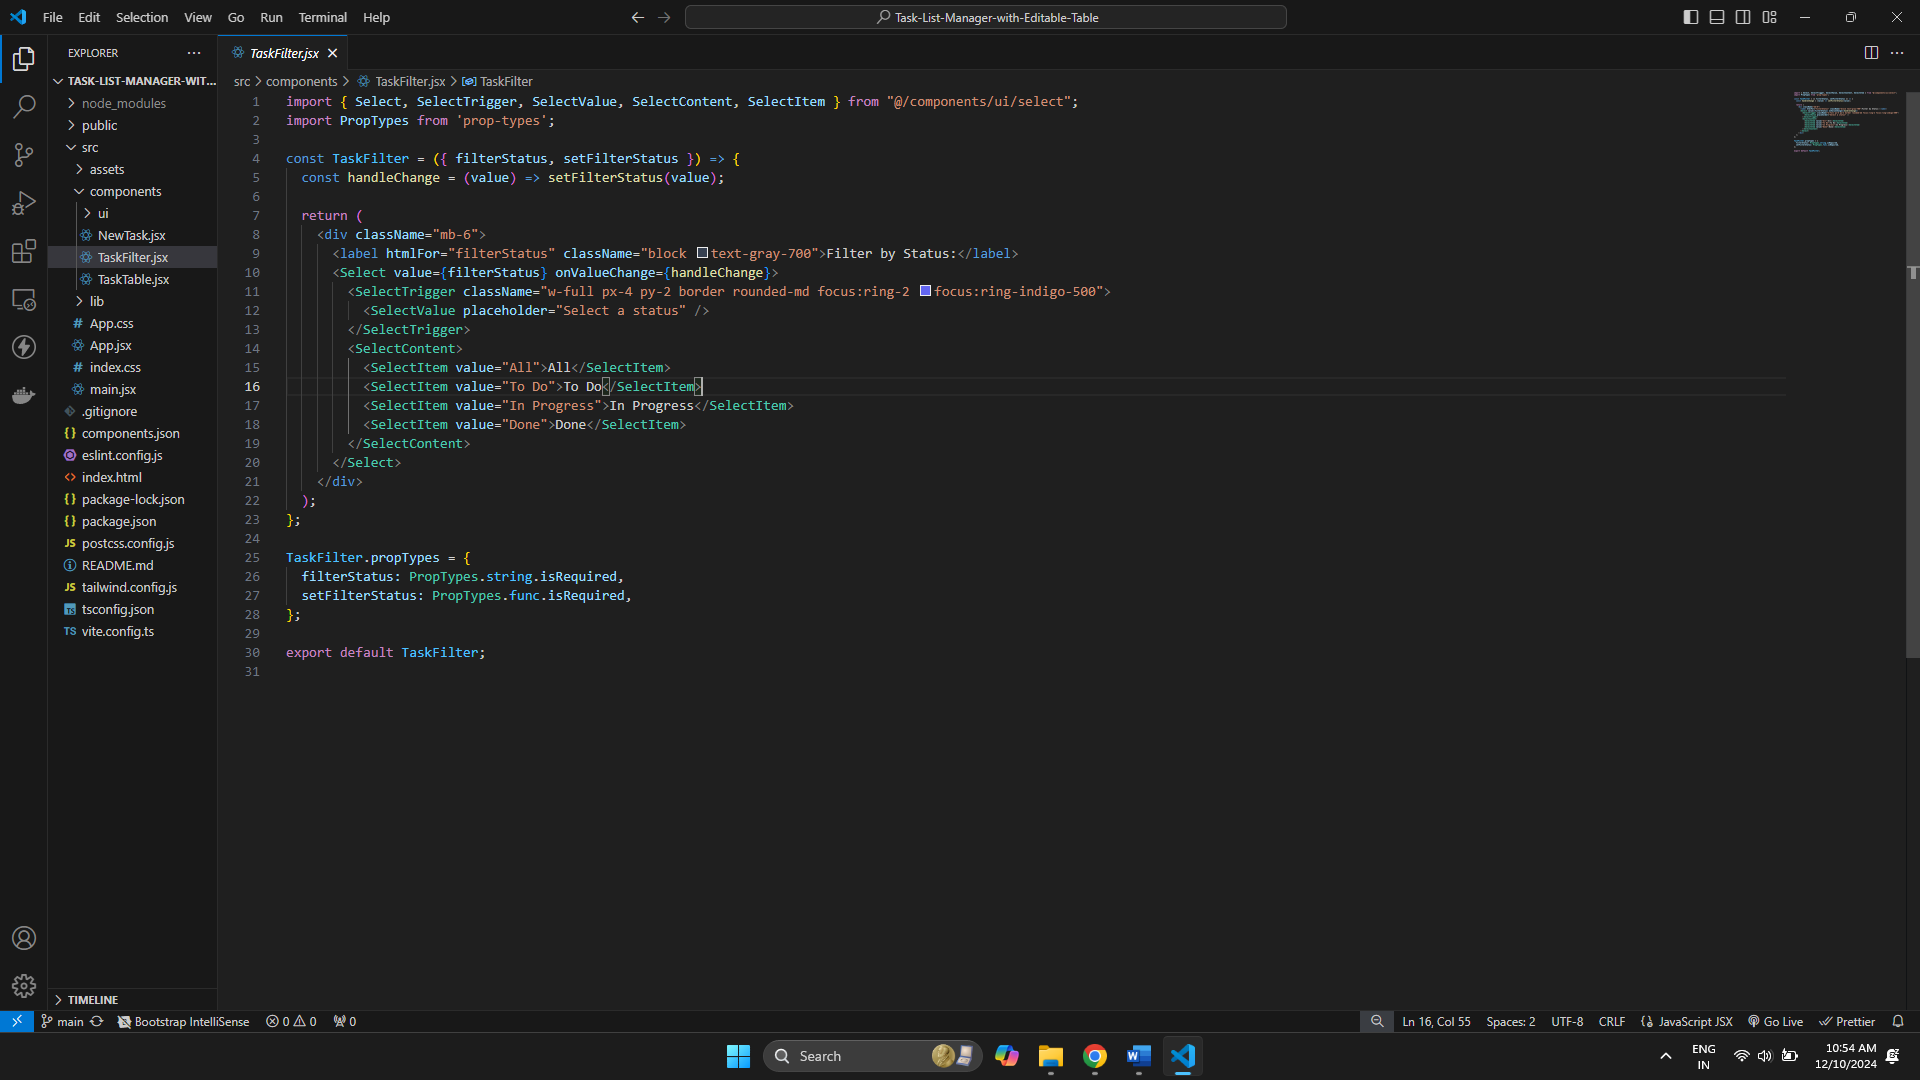 File Edit Selection View Go Run Terminal Help
Task-List-Manager-with-Editable-Table
EXPLORER
TASK-LIST-MANAGER-WIT...
node_modules
public
src
assets
components
ui
NewTask.jsx
TaskFilter.jsx
TaskTable.jsx
lib
# App.css
App.jsx
# index.css
main.jsx
.gitignore
{} components.json
eslint.config.js
<> index.html
{} package-lock.json
{} package.json
JS postcss.config.js
README.md
JS tailwind.config.js
TS tsconfig.json
TS vite.config.ts
TIMELINE
TaskFilter.jsx
src > components > TaskFilter.jsx > TaskFilter
1 import { Select, SelectTrigger, SelectValue, SelectContent, SelectItem } from "@/components/ui/select";
2 import PropTypes from 'prop-types';
3
4 const TaskFilter = ({ filterStatus, setFilterStatus }) => {
5 const handleChange = (value) => setFilterStatus(value);
6
7 return (
8 <div className="mb-6">
9 <label htmlFor="filterStatus" className="block text-gray-700">Filter by Status:</label>
10 <Select value={filterStatus} onValueChange={handleChange}>
11 <SelectTrigger className="w-full px-4 py-2 border rounded-md focus:ring-2 focus:ring-indigo-500">
12 <SelectValue placeholder="Select a status" />
13 </SelectTrigger>
14 <SelectContent>
15 <SelectItem value="All">All</SelectItem>
16 <SelectItem value="To Do">To Do</SelectItem>
17 <SelectItem value="In Progress">In Progress</SelectItem>
18 <SelectItem value="Done">Done</SelectItem>
19 </SelectContent>
20 </Select>
21 </div>
22 );
23 };
24
25 TaskFilter.propTypes = {
26 filterStatus: PropTypes.string.isRequired,
27 setFilterStatus: PropTypes.func.isRequired,
28 };
29
30 export default TaskFilter;
31
main Bootstrap IntelliSense 0 0 0 Ln 16, Col 55 Spaces: 2 UTF-8 CRLF JavaScript JSX Go Live Prettier
Search
ENG
IN
10:54 AM
12/10/2024